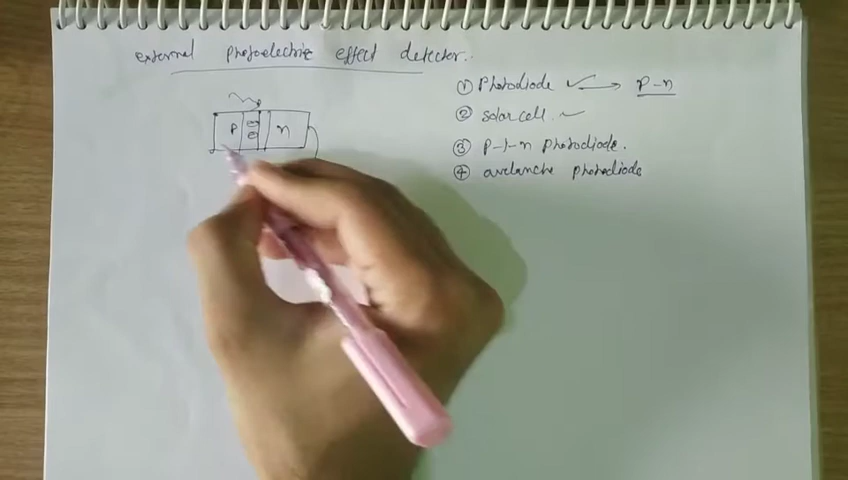 external photoelectric effect detector..
① Photodiode ✓ → p-n
② solar cell. ✓
③ p-i-n photodiode.
④ avalanche photodiode
p e e n